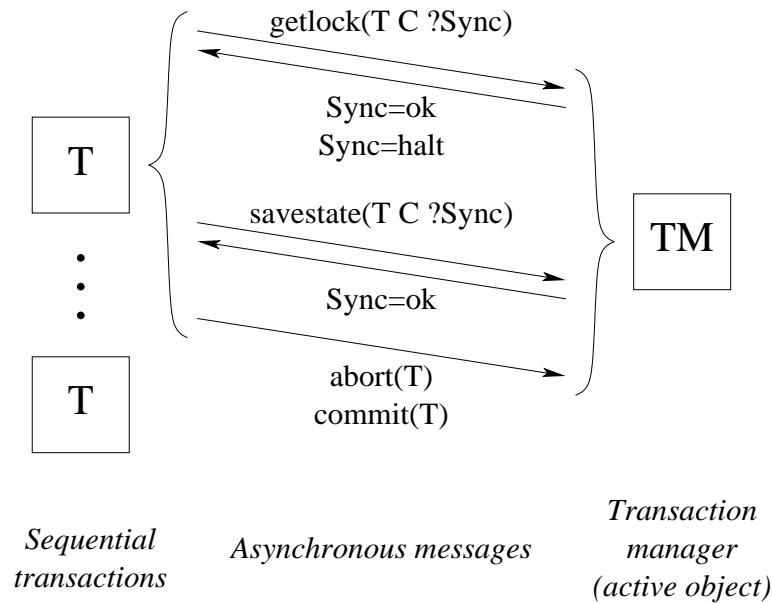 getlock(T C ?Sync)
Sync=ok
Sync=halt
T
savestate(T C ?Sync)
TM
Sync=ok
T
abort(T)
commit(T)
Sequential
transactions
Asynchronous messages
Transaction
manager
(active object)